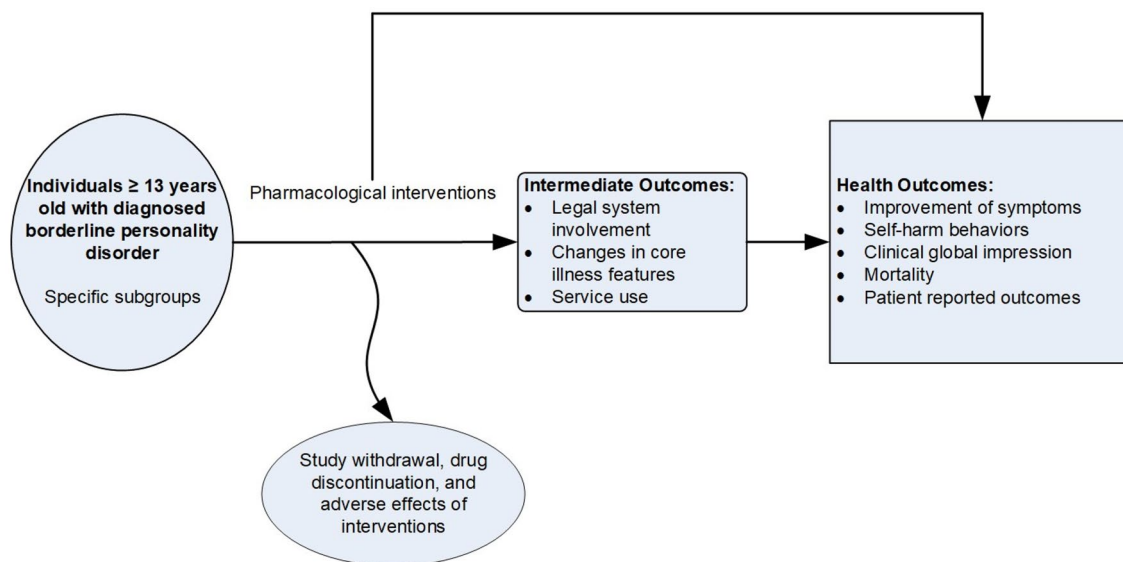 Individuals ≥ 13 years
old with diagnosed
borderline personality
disorder
Specific subgroups
Pharmacological interventions
Intermediate Outcomes:
• Legal system
involvement
• Changes in core
illness features
• Service use
Health Outcomes:
• Improvement of symptoms
• Self-harm behaviors
• Clinical global impression
• Mortality
• Patient reported outcomes
Study withdrawal, drug
discontinuation, and
adverse effects of
interventions